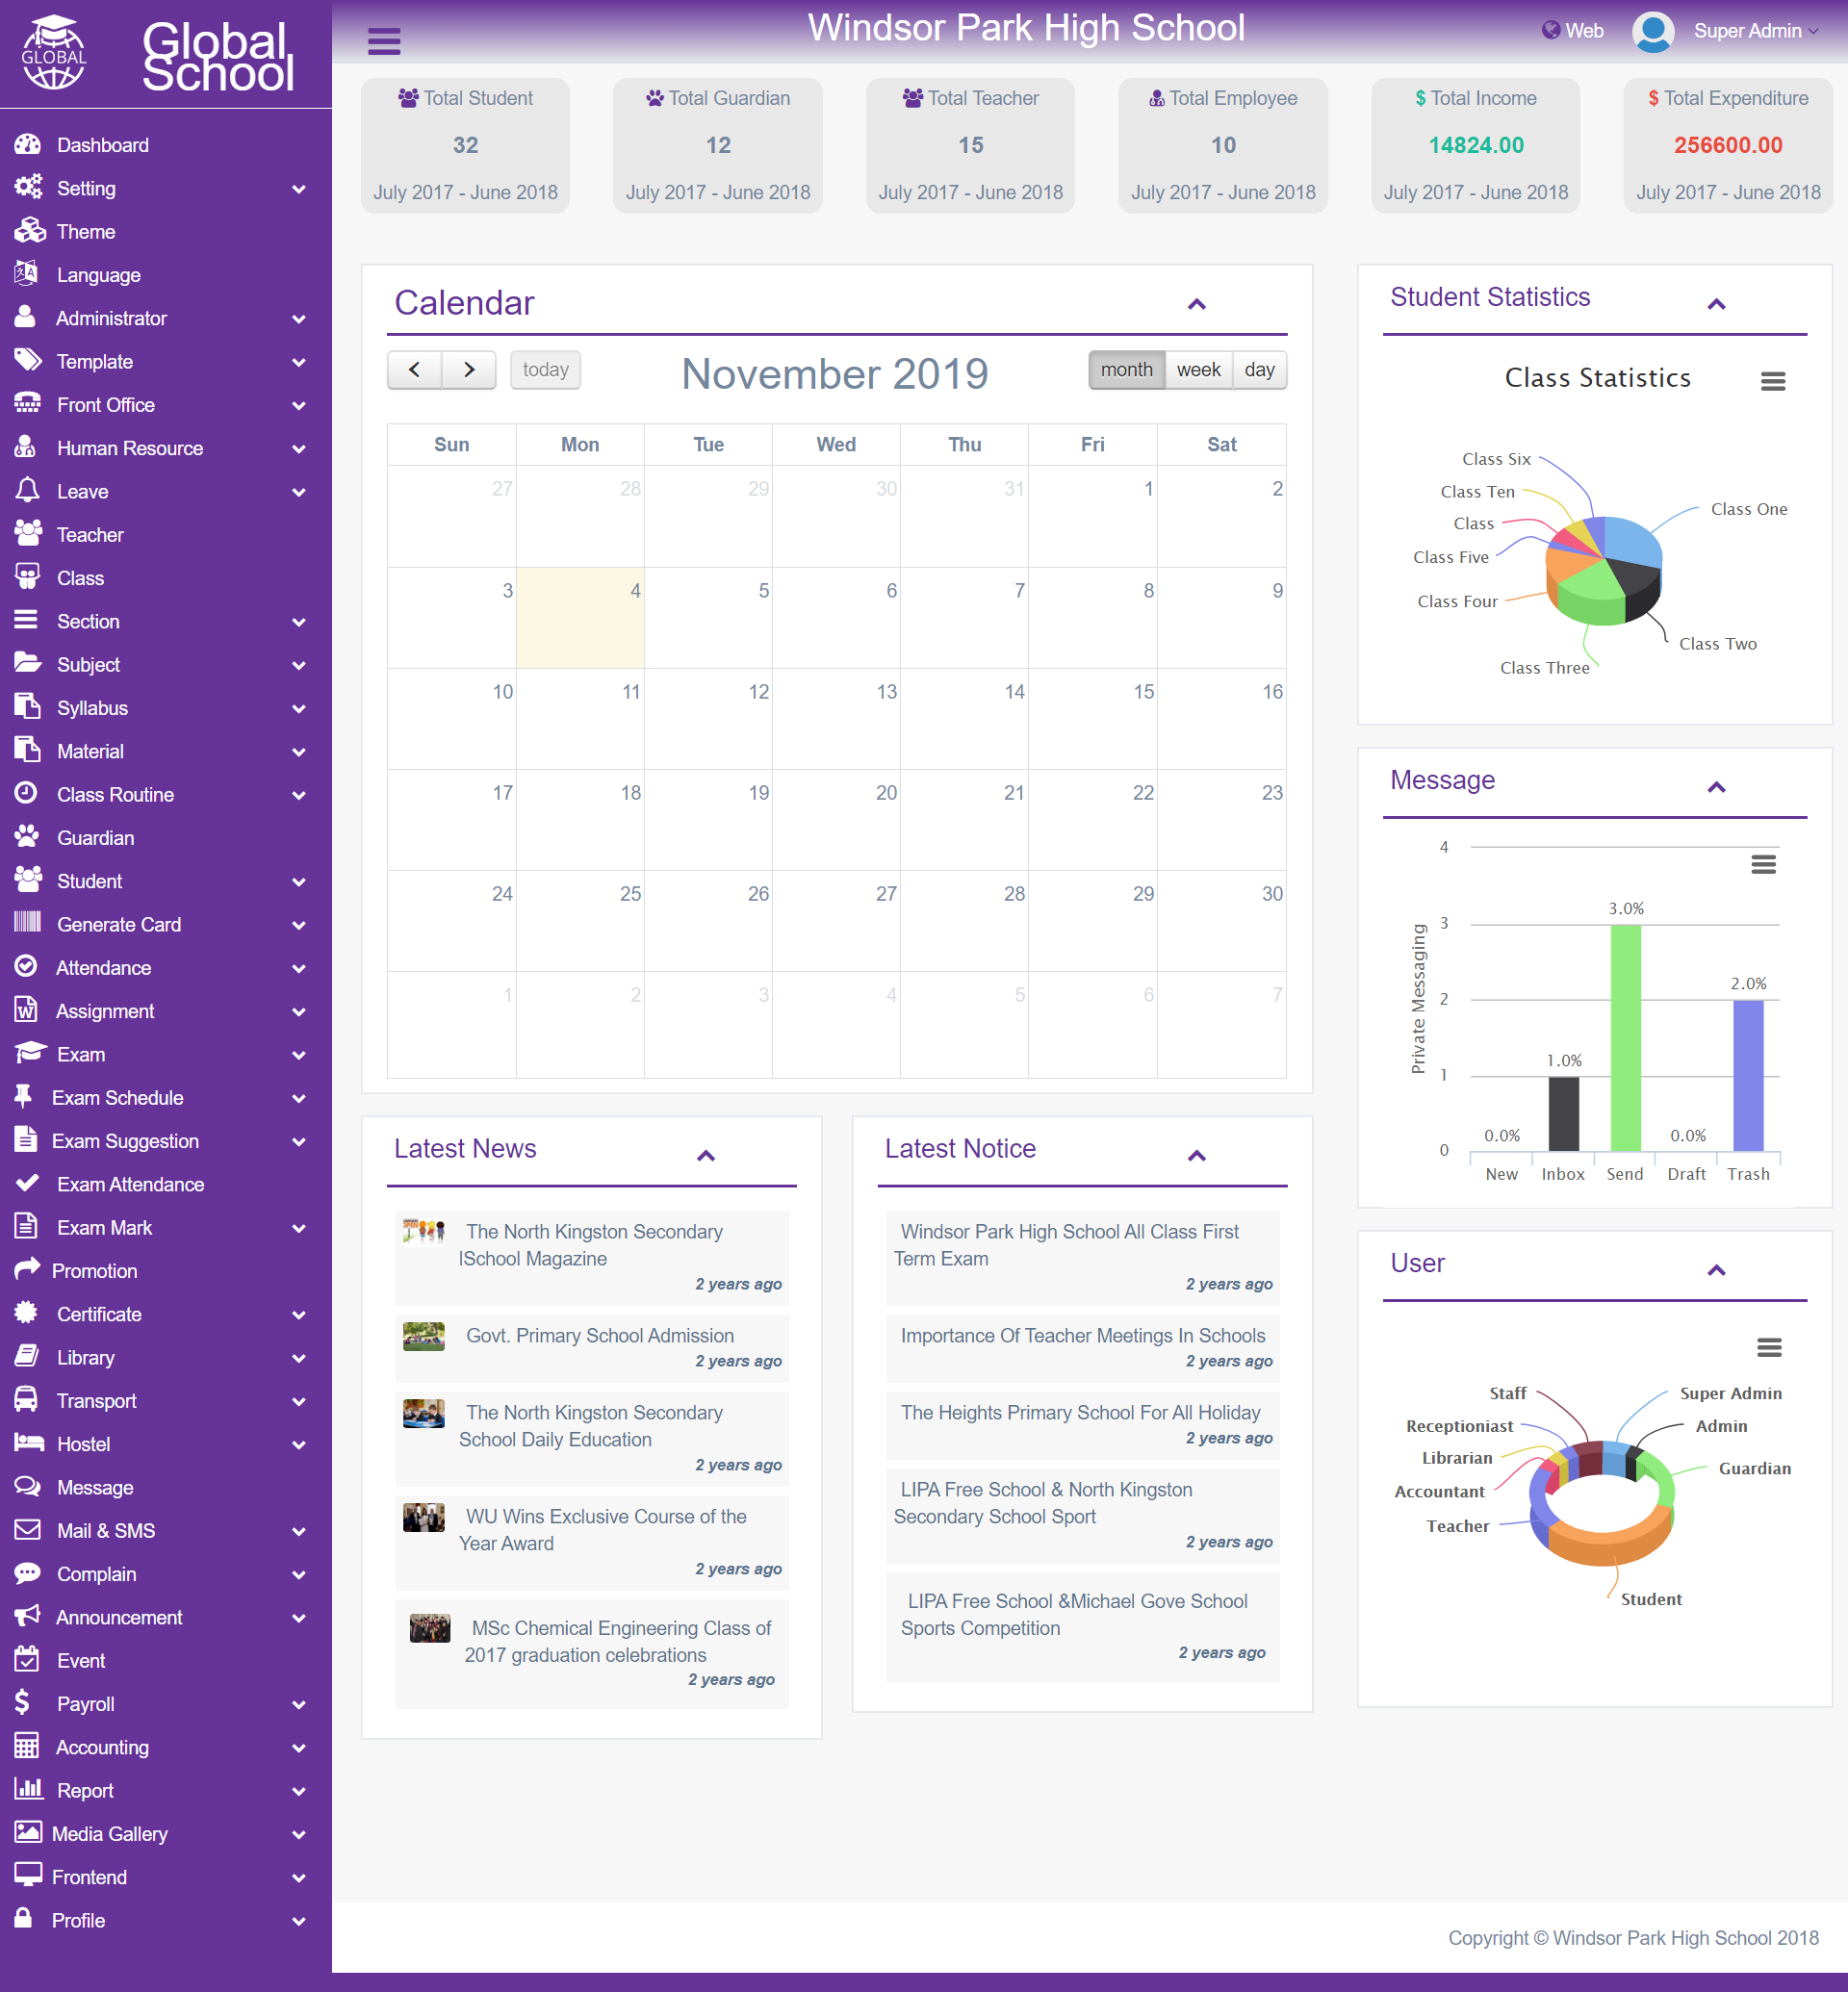 GLOBAL
Global
School
Dashboard
Setting
Theme
Language
Administrator
Template
Front Office
Human Resource
Leave
Teacher
Class
Section
Subject
Syllabus
Material
Class Routine
Guardian
Student
Generate Card
Attendance
Assignment
Exam
Exam Schedule
Exam Suggestion
Exam Attendance
Exam Mark
Promotion
Certificate
Library
Transport
Hostel
Message
Mail & SMS
Complain
Announcement
Event
Payroll
Accounting
Report
Media Gallery
Frontend
Profile
Windsor Park High School
Web
Super Admin
Total Student
32
July 2017 - June 2018
Total Guardian
12
July 2017 - June 2018
Total Teacher
15
July 2017 - June 2018
Total Employee
10
July 2017 - June 2018
$ Total Income
14824.00
July 2017 - June 2018
$ Total Expenditure
256600.00
July 2017 - June 2018
Calendar
today
November 2019
month week day
Sun Mon Tue Wed Thu Fri Sat
27 28 29 30 31 1 2
3 4 5 6 7 8 9
10 11 12 13 14 15 16
17 18 19 20 21 22 23
24 25 26 27 28 29 30
1 2 3 4 5 6 7
Latest News
The North Kingston Secondary
lSchool Magazine
2 years ago
Govt. Primary School Admission
2 years ago
The North Kingston Secondary
School Daily Education
2 years ago
WU Wins Exclusive Course of the
Year Award
2 years ago
MSc Chemical Engineering Class of
2017 graduation celebrations
2 years ago
Latest Notice
Windsor Park High School All Class First
Term Exam
2 years ago
Importance Of Teacher Meetings In Schools
2 years ago
The Heights Primary School For All Holiday
2 years ago
LIPA Free School & North Kingston
Secondary School Sport
2 years ago
LIPA Free School &Michael Gove School
Sports Competition
2 years ago
Student Statistics
Class Statistics
Class Six
Class Ten
Class One
Class
Class Five
Class Four
Class Two
Class Three
Message
Private Messaging
4
3
2
1
0
0.0%
1.0%
3.0%
0.0%
2.0%
New Inbox Send Draft Trash
User
Staff
Super Admin
Receptioniast
Admin
Librarian
Guardian
Accountant
Teacher
Student
Copyright © Windsor Park High School 2018